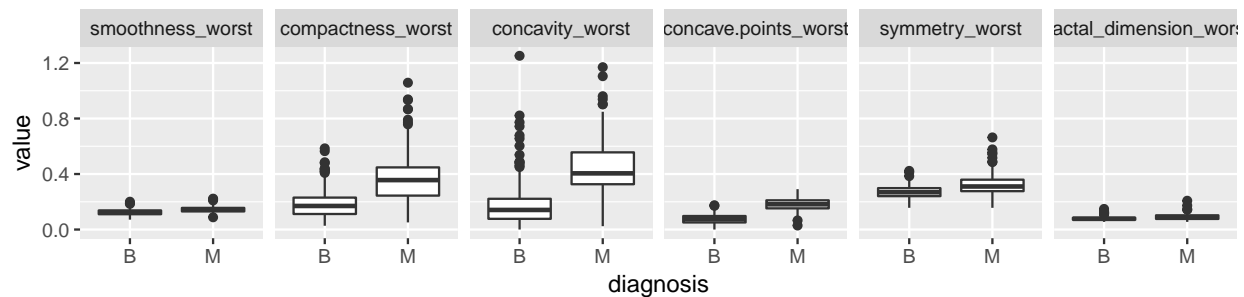 smoothness_worst compactness_worst concavity_worst concave.points_worst symmetry_worst actal_dimension_wors
1.2
0.8
0.4
0.0
value
B M B M B M B M B M B M
diagnosis